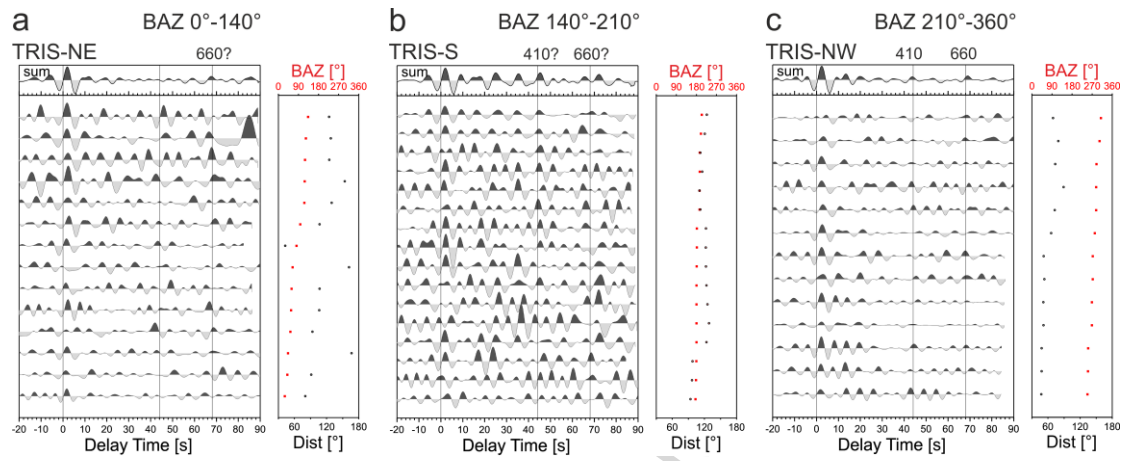 a BAZ 0°-140°
TRIS-NE 660?
sum
BAZ [°]
0 90 180 270 360
-20 -10 0 10 20 30 40 50 60 70 80 90
Delay Time [s]
0 60 120 180
Dist [°]
b BAZ 140°-210°
TRIS-S 410? 660?
sum
BAZ [°]
0 90 180 270 360
-20 -10 0 10 20 30 40 50 60 70 80 90
Delay Time [s]
0 60 120 180
Dist [°]
c BAZ 210°-360°
TRIS-NW 410 660
sum
BAZ [°]
0 90 180 270 360
-20 -10 0 10 20 30 40 50 60 70 80 90
Delay Time [s]
0 60 120 180
Dist [°]